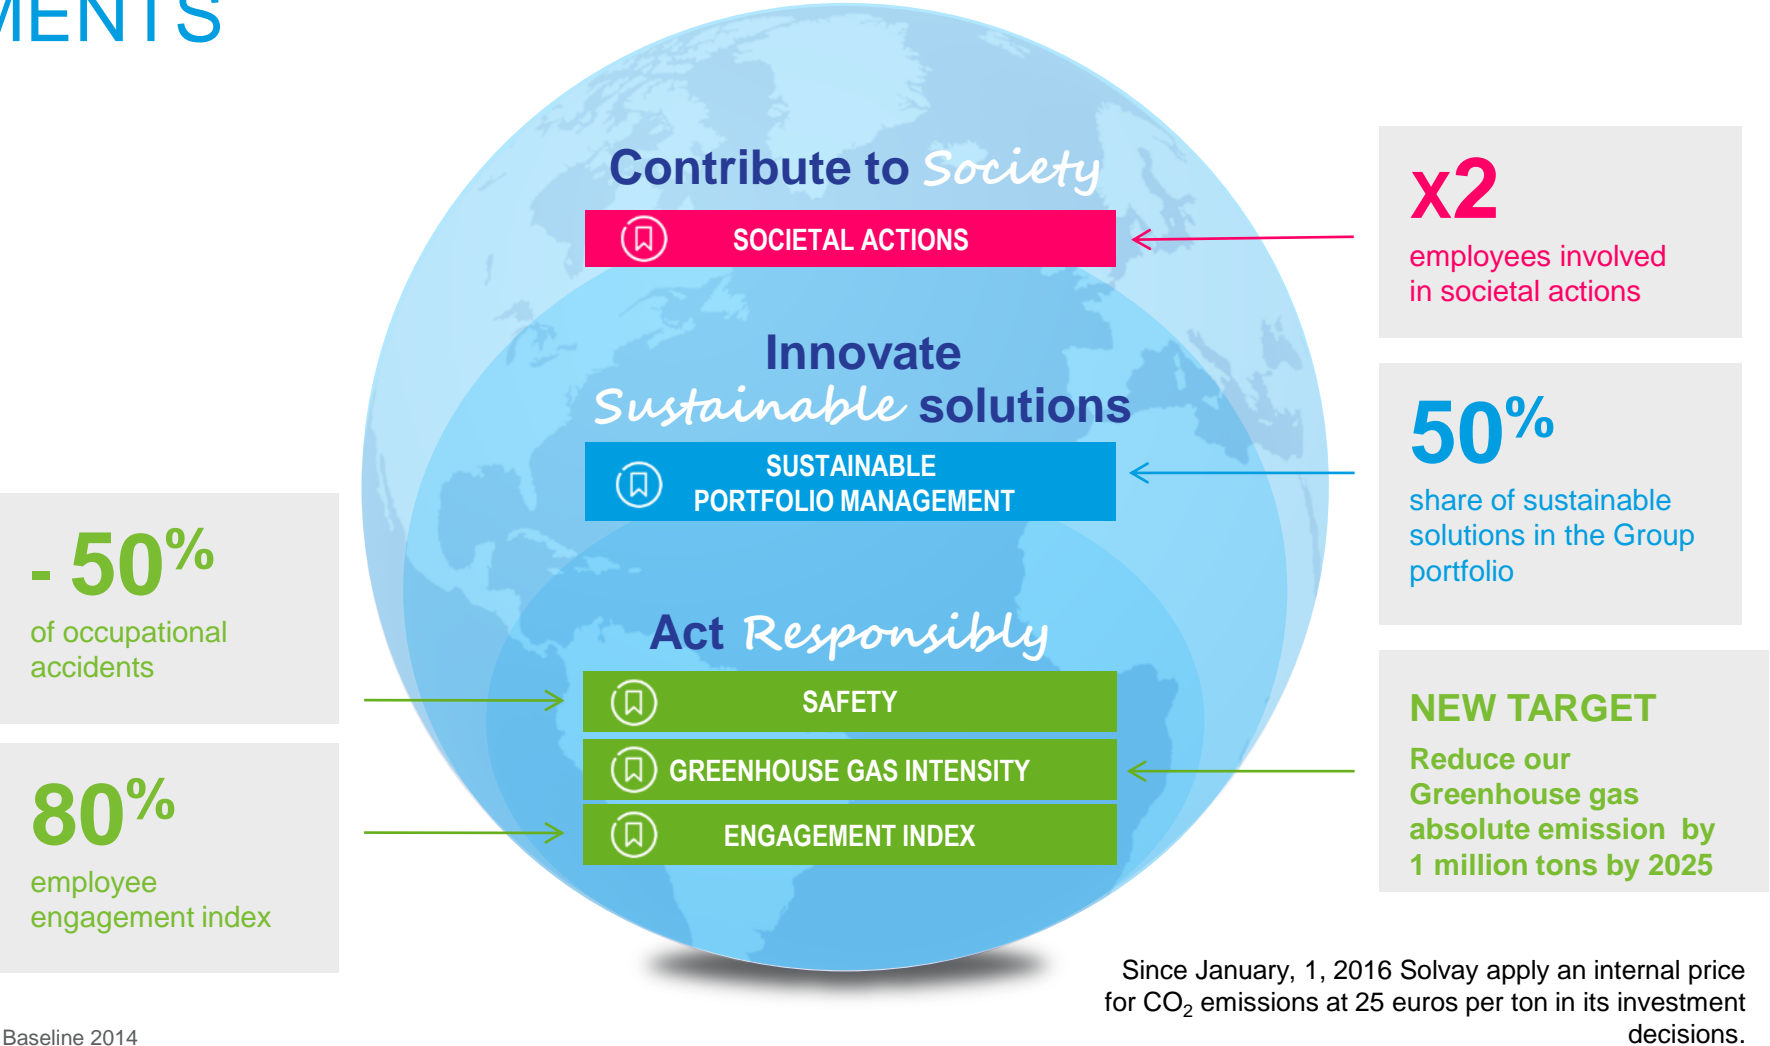 MENTS
Contribute to Society
SOCIETAL ACTIONS
x2
employees involved
in societal actions
Innovate
Sustainable solutions
SUSTAINABLE
PORTFOLIO MANAGEMENT
50%
share of sustainable
solutions in the Group
portfolio
- 50%
of occupational
accidents
Act Responsibly
SAFETY
GREENHOUSE GAS INTENSITY
ENGAGEMENT INDEX
NEW TARGET
Reduce our
Greenhouse gas
absolute emission by
1 million tons by 2025
80%
employee
engagement index
Since January, 1, 2016 Solvay apply an internal price
for CO₂ emissions at 25 euros per ton in its investment
decisions.
Baseline 2014